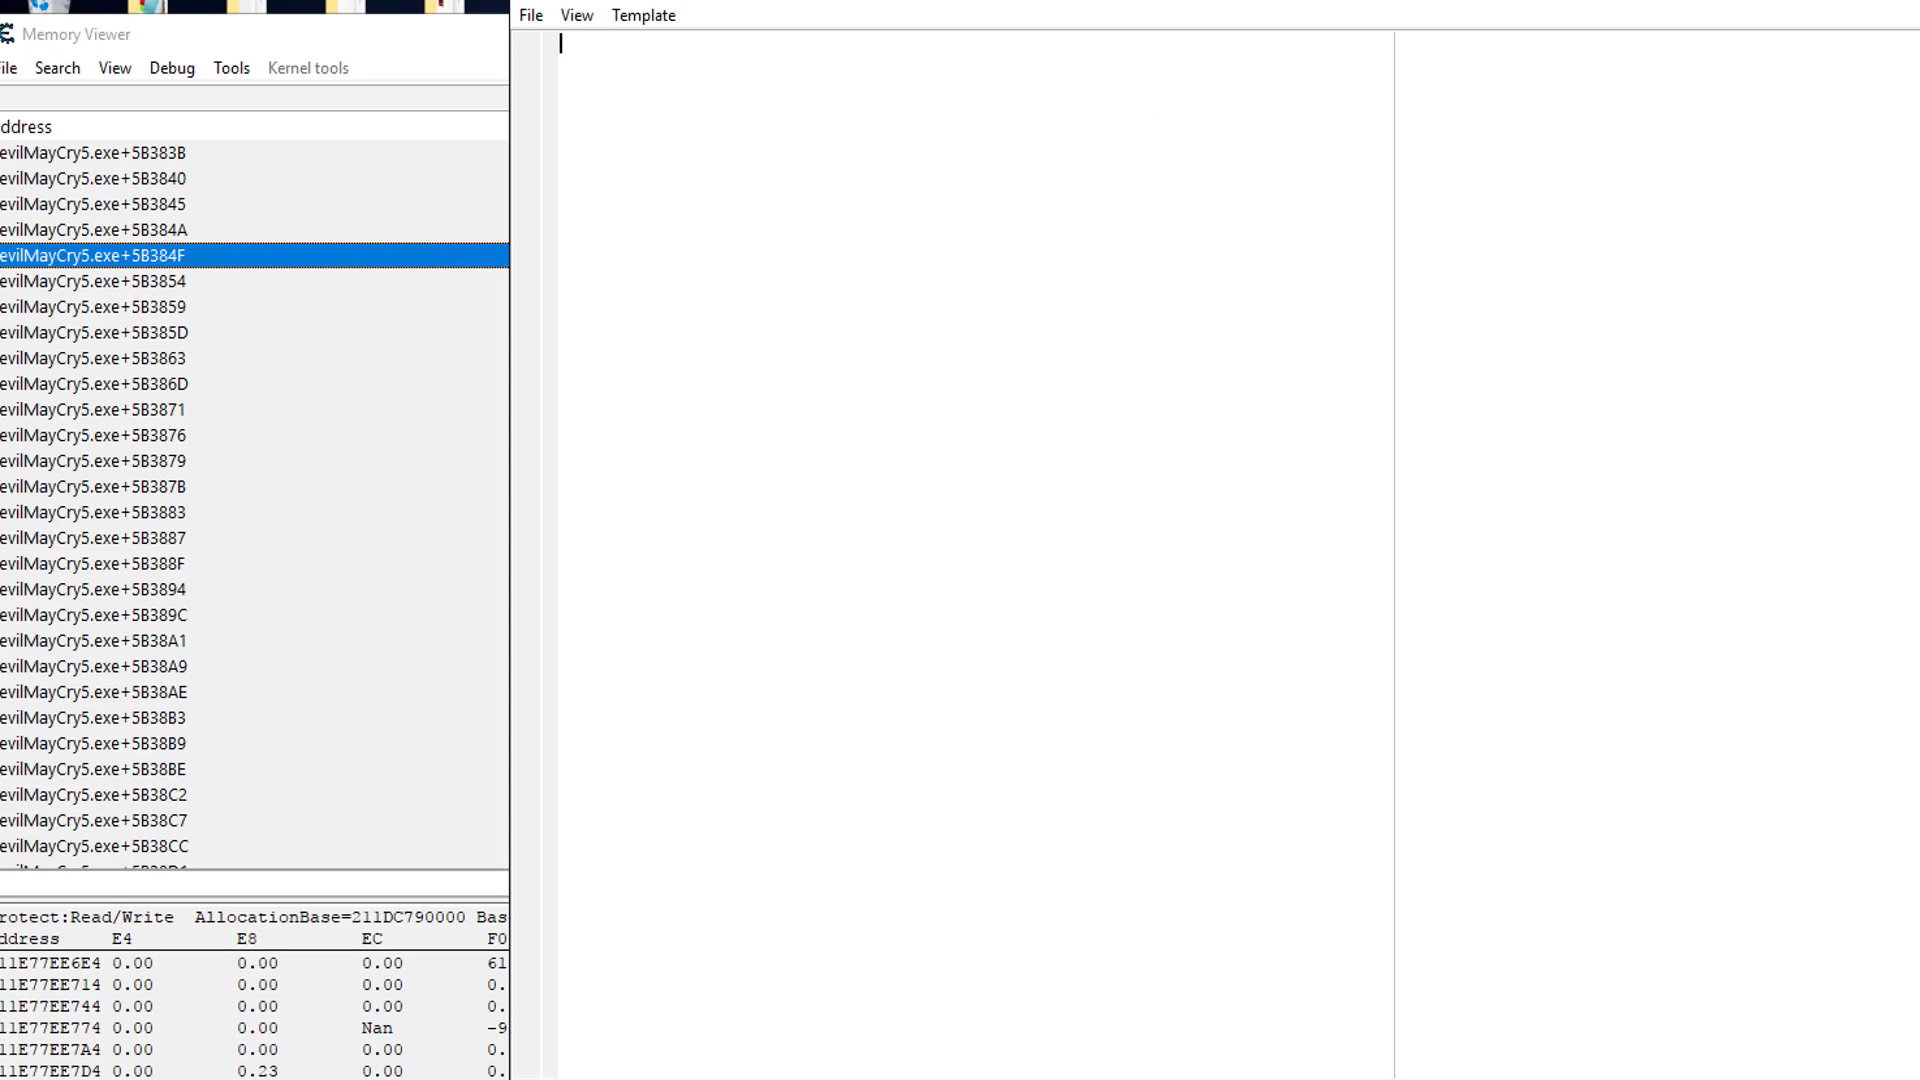 Memory Viewer
File View Template
ile Search View Debug Tools Kernel tools
ddress
evilMayCry5.exe+5B383B
evilMayCry5.exe+5B3840
evilMayCry5.exe+5B3845
evilMayCry5.exe+5B384A
evilMayCry5.exe+5B384F
evilMayCry5.exe+5B3854
evilMayCry5.exe+5B3859
evilMayCry5.exe+5B385D
evilMayCry5.exe+5B3863
evilMayCry5.exe+5B386D
evilMayCry5.exe+5B3871
evilMayCry5.exe+5B3876
evilMayCry5.exe+5B3879
evilMayCry5.exe+5B387B
evilMayCry5.exe+5B3883
evilMayCry5.exe+5B3887
evilMayCry5.exe+5B388F
evilMayCry5.exe+5B3894
evilMayCry5.exe+5B389C
evilMayCry5.exe+5B38A1
evilMayCry5.exe+5B38A9
evilMayCry5.exe+5B38AE
evilMayCry5.exe+5B38B3
evilMayCry5.exe+5B38B9
evilMayCry5.exe+5B38BE
evilMayCry5.exe+5B38C2
evilMayCry5.exe+5B38C7
evilMayCry5.exe+5B38CC
rotect:Read/Write AllocationBase=211DC790000 Bas
ddress E4 E8 EC F0
11E77EE6E4 0.00 0.00 0.00 61
11E77EE714 0.00 0.00 0.00 0.
11E77EE744 0.00 0.00 0.00 0.
11E77EE774 0.00 0.00 Nan -9
11E77EE7A4 0.00 0.00 0.00 0.
11E77EE7D4 0.00 0.23 0.00 0.